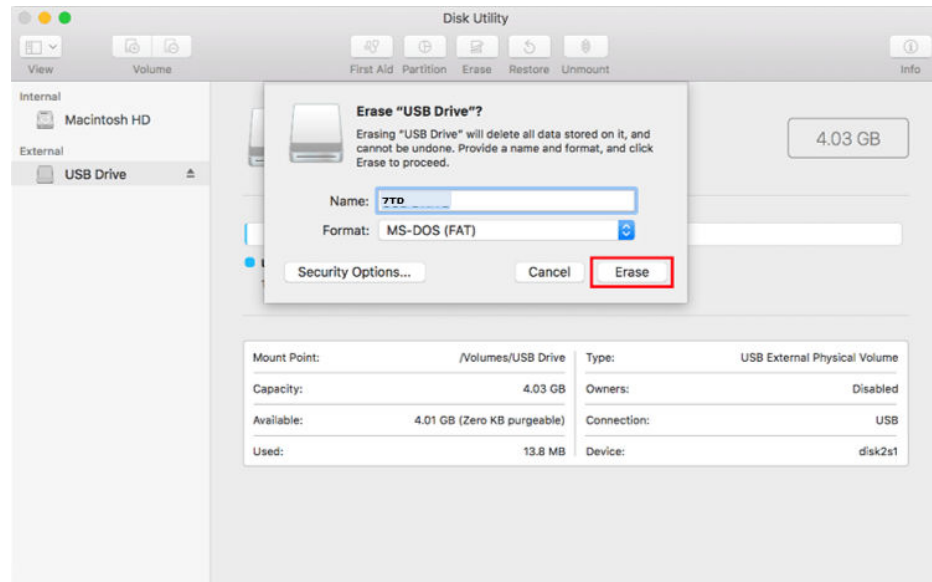 Disk Utility
View Volume First Aid Partition Erase Restore Unmount Info
Internal
Macintosh HD
External
USB Drive
Erase "USB Drive"?
Erasing "USB Drive" will delete all data stored on it, and
cannot be undone. Provide a name and format, and click
Erase to proceed.
4.03 GB
Name: 7TD
Format: MS-DOS (FAT)
Security Options... Cancel Erase
Mount Point: /Volumes/USB Drive Type: USB External Physical Volume
Capacity: 4.03 GB Owners: Disabled
Available: 4.01 GB (Zero KB purgeable) Connection: USB
Used: 13.8 MB Device: disk2s1